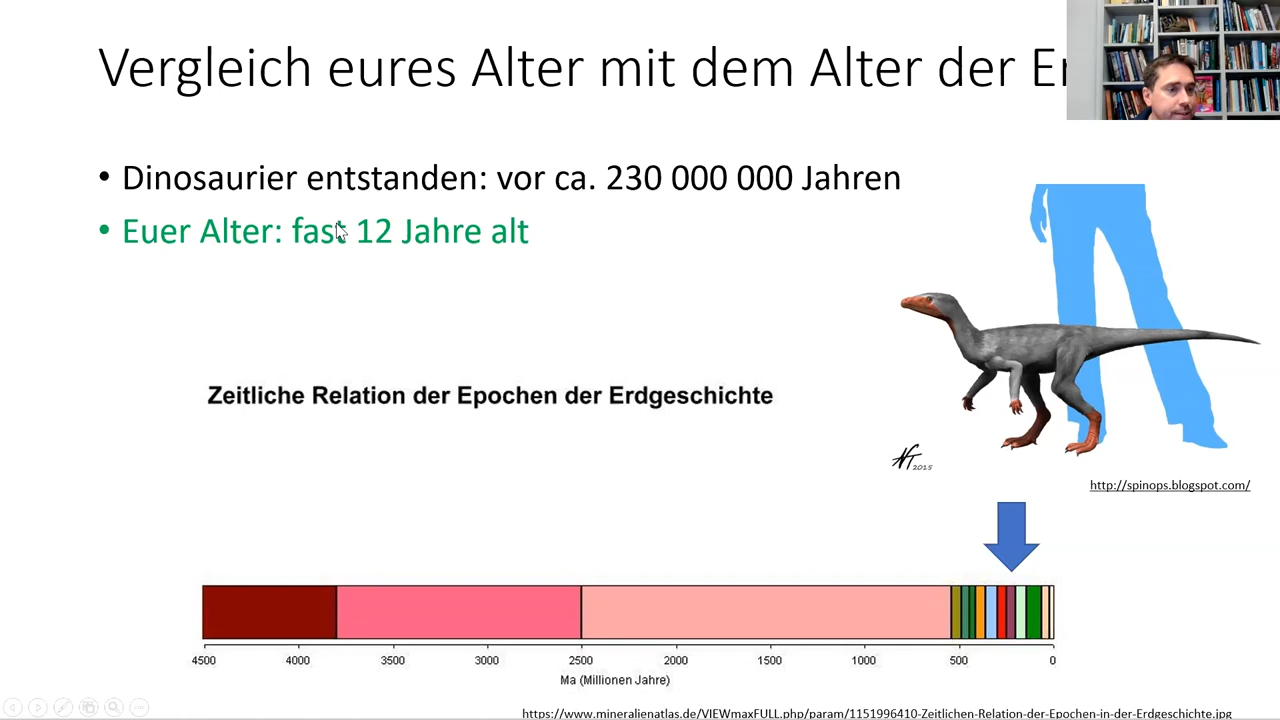 Vergleich eures Alter mit dem Alter der
• Dinosaurier entstanden: vor ca. 230 000 000 Jahren
• Euer Alter: fast 12 Jahre alt
Zeitliche Relation der Epochen der Erdgeschichte
NT 2015
http://spinops.blogspot.com/
4500 4000 3500 3000 2500 2000 1500 1000 500 0
Ma (Millionen Jahre)
https://www.mineralienatlas.de/VIEWmaxFULL.php/param/1151996410-Zeitlichen-Relation-der-Epochen-in-der-Erdgeschichte.jpg